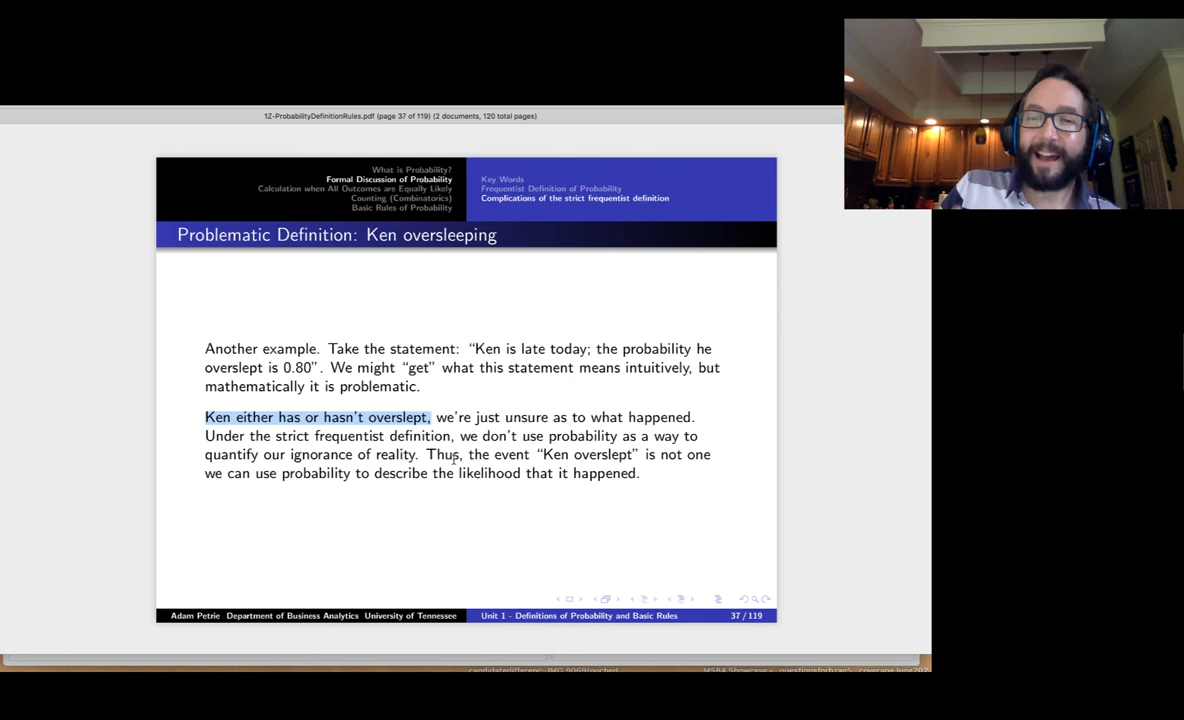 1Z-ProbabilityDefinitionRules.pdf (page 37 of 119) (2 documents, 120 total pages)
What is Probability?
Formal Discussion of Probability
Calculation when All Outcomes are Equally Likely
Counting (Combinatorics)
Basic Rules of Probability
Key Words
Frequentist Definition of Probability
Complications of the strict frequentist definition
Problematic Definition: Ken oversleeping
Another example. Take the statement: “Ken is late today; the probability he
overslept is 0.80”. We might “get” what this statement means intuitively, but
mathematically it is problematic.
Ken either has or hasn’t overslept, we’re just unsure as to what happened.
Under the strict frequentist definition, we don’t use probability as a way to
quantify our ignorance of reality. Thus, the event “Ken overslept” is not one
we can use probability to describe the likelihood that it happened.
Adam Petrie Department of Business Analytics University of Tennessee
Unit 1 - Definitions of Probability and Basic Rules
37 / 119